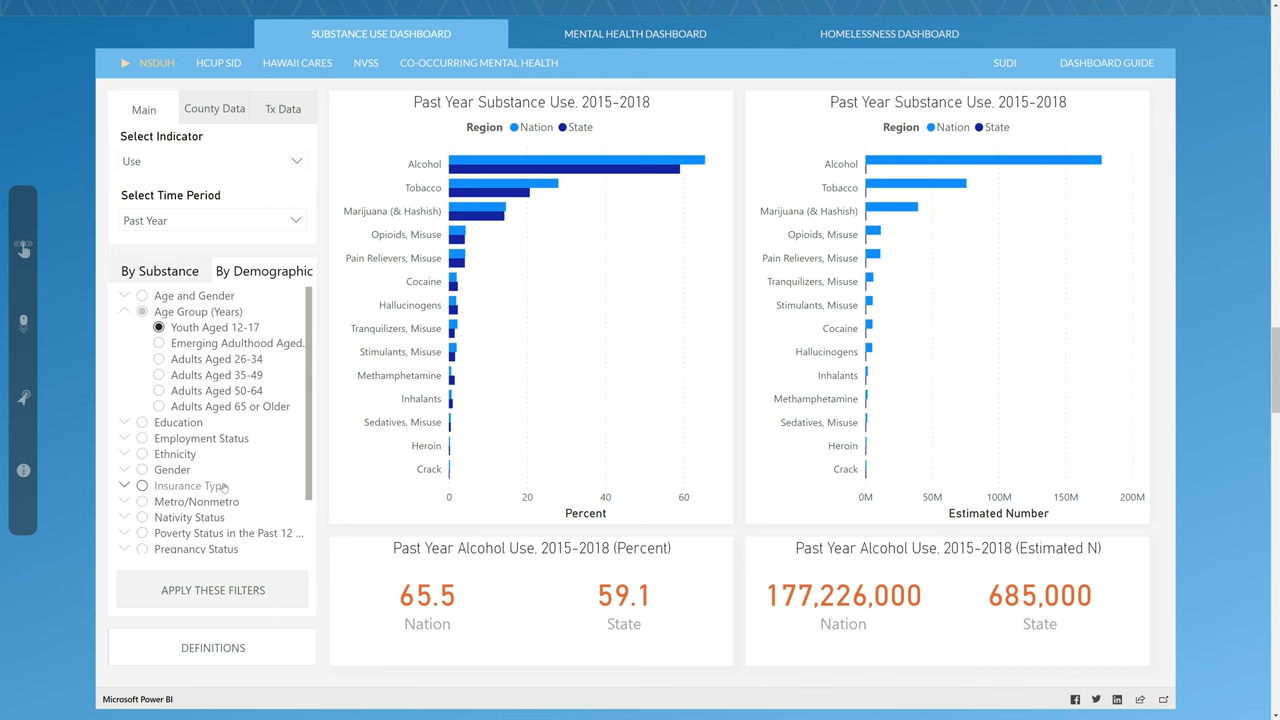 SUBSTANCE USE DASHBOARD
MENTAL HEALTH DASHBOARD
HOMELESSNESS DASHBOARD
NSDUH
HCUP SID
HAWAII CARES
NVSS
CO-OCCURRING MENTAL HEALTH
SUDI
DASHBOARD GUIDE
Main
County Data
Tx Data
Select Indicator
Use
Select Time Period
Past Year
By Substance
By Demographic
Age and Gender
Age Group (Years)
Youth Aged 12-17
Emerging Adulthood Aged.
Adults Aged 26-34
Adults Aged 35-49
Adults Aged 50-64
Adults Aged 65 or Older
Education
Employment Status
Ethnicity
Gender
Insurance Type
Metro/Nonmetro
Nativity Status
Poverty Status in the Past 12 ...
Pregnancy Status
APPLY THESE FILTERS
DEFINITIONS
Past Year Substance Use, 2015-2018
Region Nation State
Alcohol
Tobacco
Marijuana (& Hashish)
Opioids, Misuse
Pain Relievers, Misuse
Cocaine
Hallucinogens
Tranquilizers, Misuse
Stimulants, Misuse
Methamphetamine
Inhalants
Sedatives, Misuse
Heroin
Crack
0 20 40 60
Percent
Past Year Substance Use, 2015-2018
Region Nation State
Alcohol
Tobacco
Marijuana (& Hashish)
Opioids, Misuse
Pain Relievers, Misuse
Tranquilizers, Misuse
Stimulants, Misuse
Cocaine
Hallucinogens
Inhalants
Methamphetamine
Sedatives, Misuse
Heroin
Crack
0M 50M 100M 150M 200M
Estimated Number
Past Year Alcohol Use, 2015-2018 (Percent)
65.5 59.1
Nation State
Past Year Alcohol Use, 2015-2018 (Estimated N)
177,226,000 685,000
Nation State
Microsoft Power BI